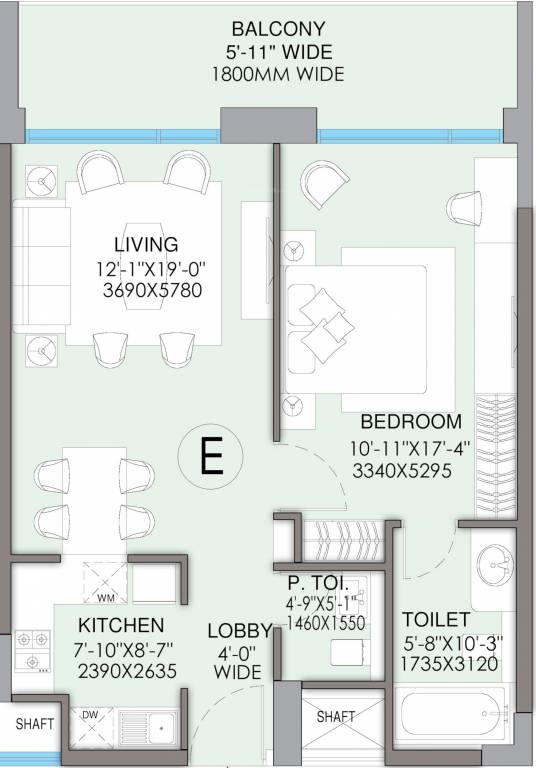 BALCONY
5'-11" WIDE
1800MM WIDE
LIVING
12'-1"X19'-0"
3690X5780
BEDROOM
10'-11"X17'-4"
3340X5295
E
P. TOI.
4'-9"X5'-1"
1460X1550
WM
KITCHEN
7'-10"X8'-7"
2390X2635
LOBBY
4'-0"
WIDE
TOILET
5'-8"X10'-3"
1735X3120
SHAFT
DW
SHAFT